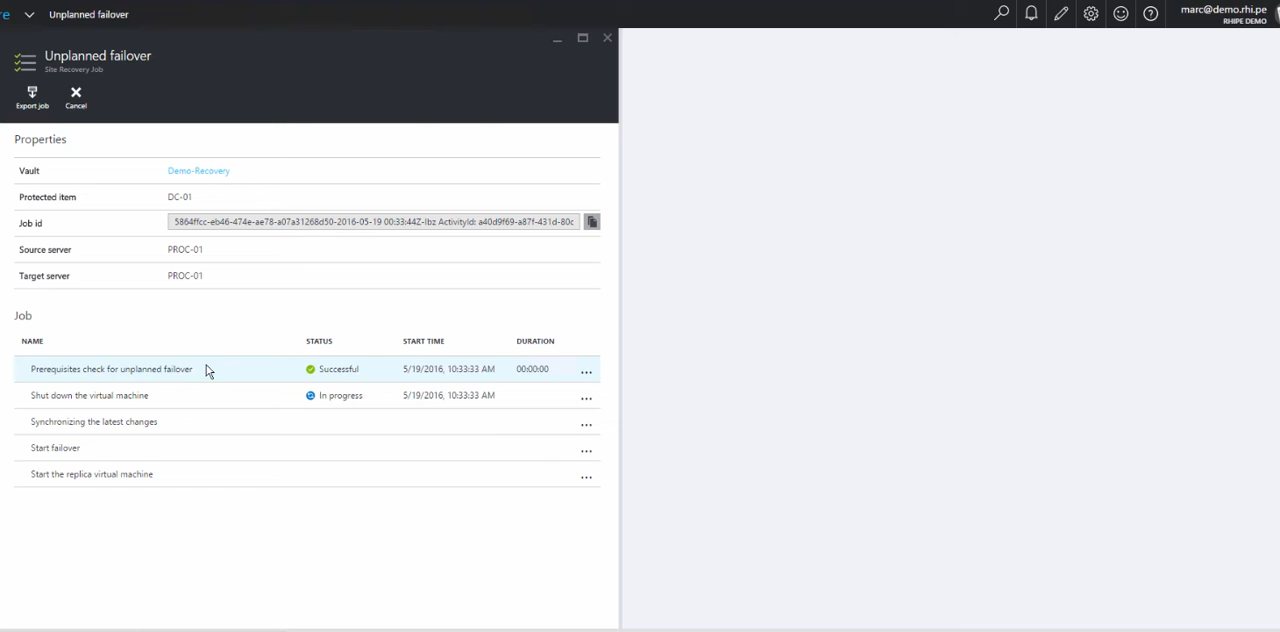 re Unplanned failover marc@demo.rhi.pe
RHIPE DEMO
Unplanned failover
Site Recovery Job
Export job Cancel
Properties
Vault Demo-Recovery
Protected item DC-01
Job id 5864ffcc-eb46-474e-ae78-a07a31268d50-2016-05-19 00:33:44Z-Ibz ActivityId: a40d9f69-a87f-431d-80c
Source server PROC-01
Target server PROC-01
Job
NAME STATUS START TIME DURATION
Prerequisites check for unplanned failover Successful 5/19/2016, 10:33:33 AM 00:00:00 ...
Shut down the virtual machine In progress 5/19/2016, 10:33:33 AM ...
Synchronizing the latest changes ...
Start failover ...
Start the replica virtual machine ...